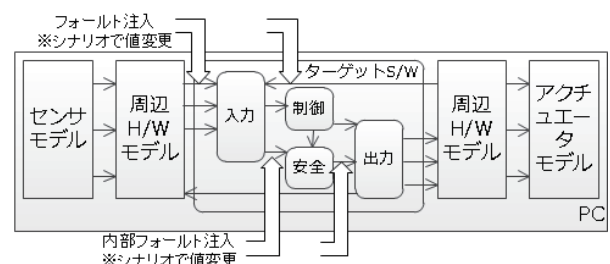 フォールト注入
※シナリオで値変更
ターゲットS/W
センサ
モデル
周辺
H/W
モデル
入力
制御
安全
出力
周辺
H/W
モデル
アクチ
ュエー
タ
モデル
PC
内部フォールト注入
※シナリオで値変更